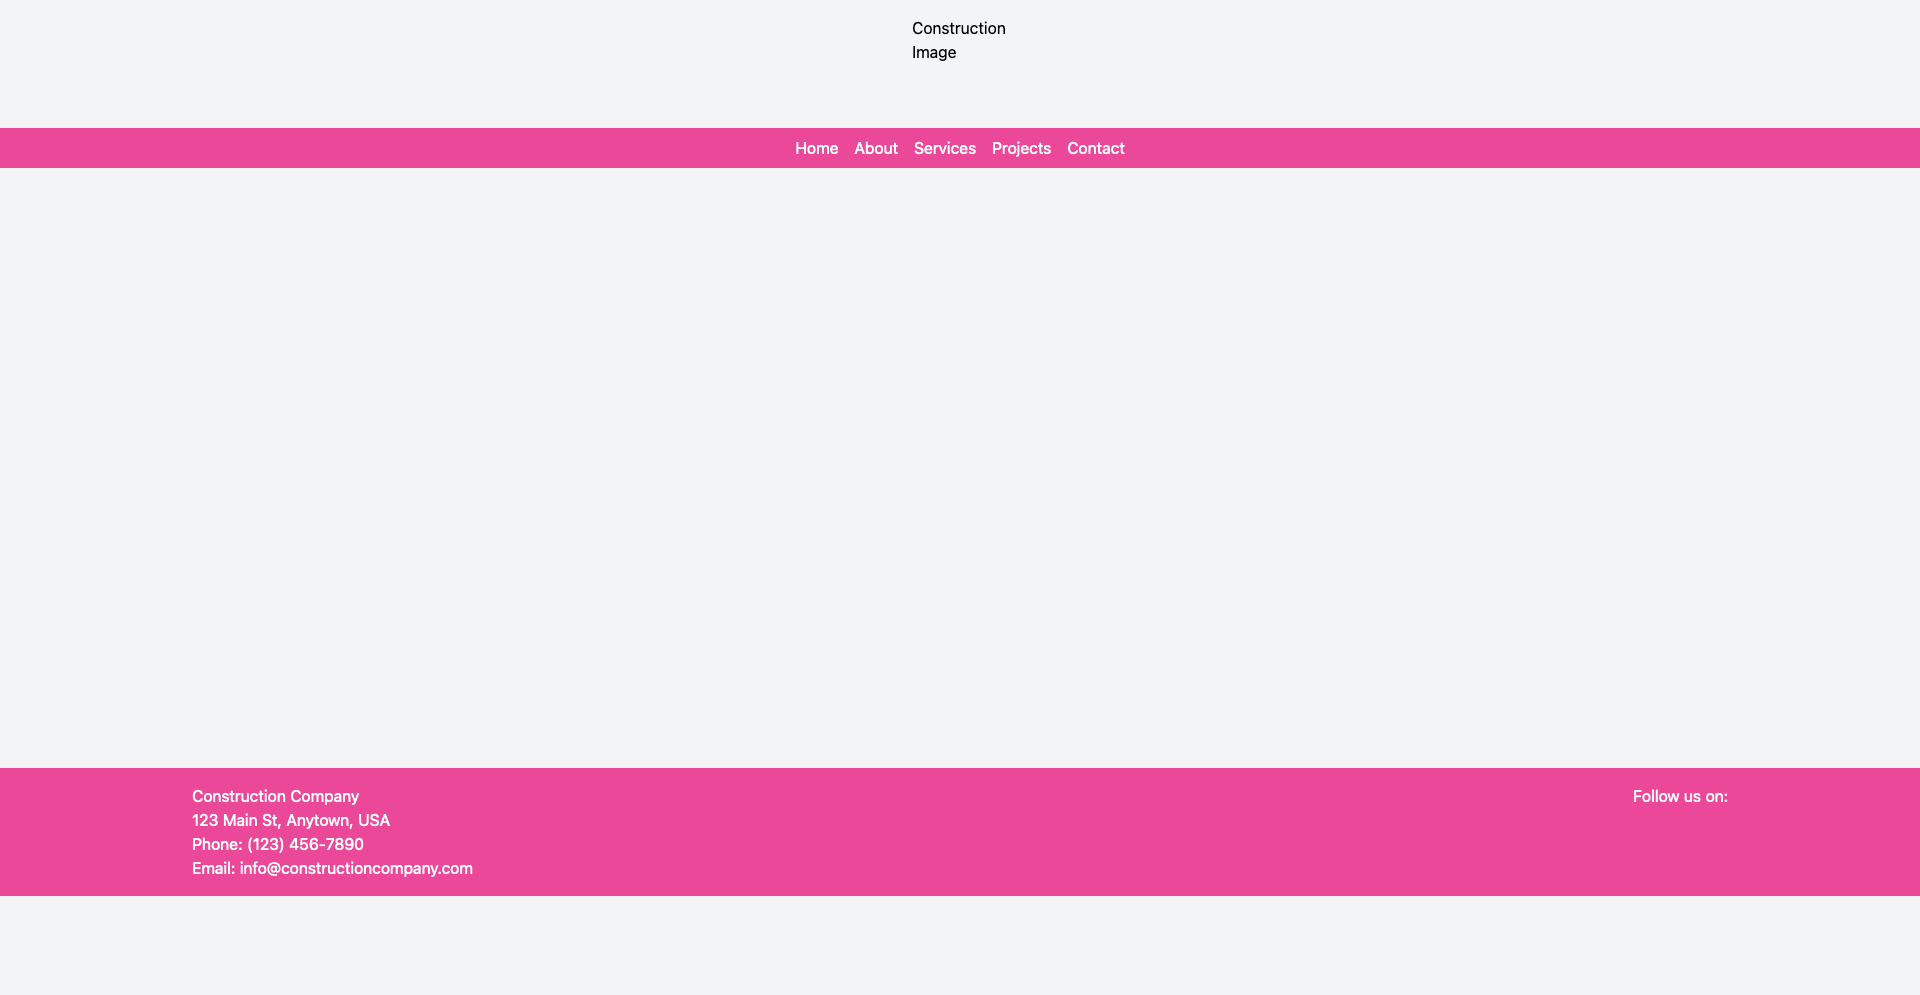 Construction
Image
Home About Services Projects Contact
Construction Company
123 Main St, Anytown, USA
Phone: (123) 456-7890
Email: info@constructioncompany.com
Follow us on: